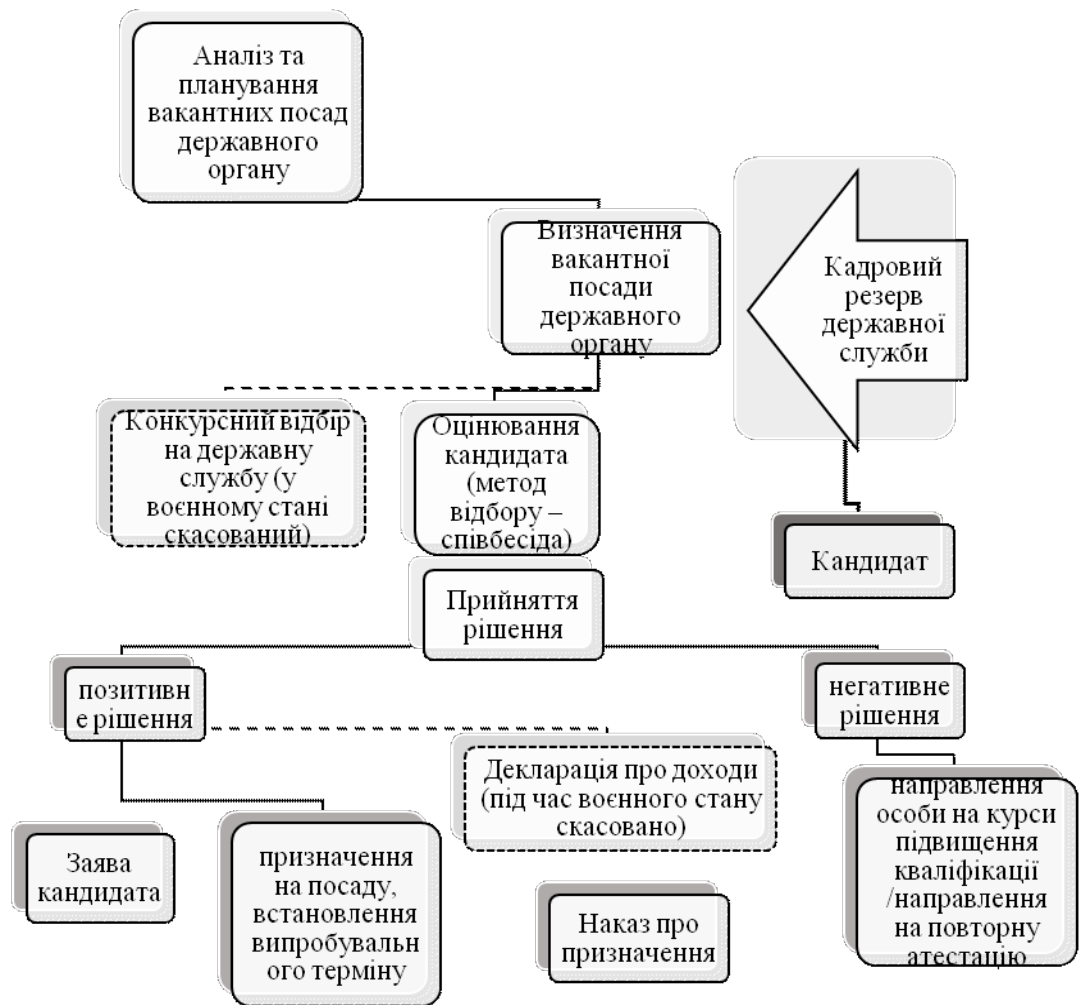 Аналіз та
планування
вакантних посад
державного
органу
Визначення
вакантної
посади
державного
органу
Кадровий
резерв
державної
служби
Конкурсний відбір
на державну
службу (у
воєнному стані
скасований)
Оцінювання
кандидата
(метод
відбору –
співбесіда)
Кандидат
Прийняття
рішення
позитивн
е рішення
негативне
рішення
Декларація про доходи
(під час воєнного стану
скасовано)
Заява
кандидата
призначення
на посаду,
встановлення
випробувальн
ого терміну
Наказ про
призначення
направлення
особи на курси
підвищення
кваліфікації
/направлення
на повторну
атестацію